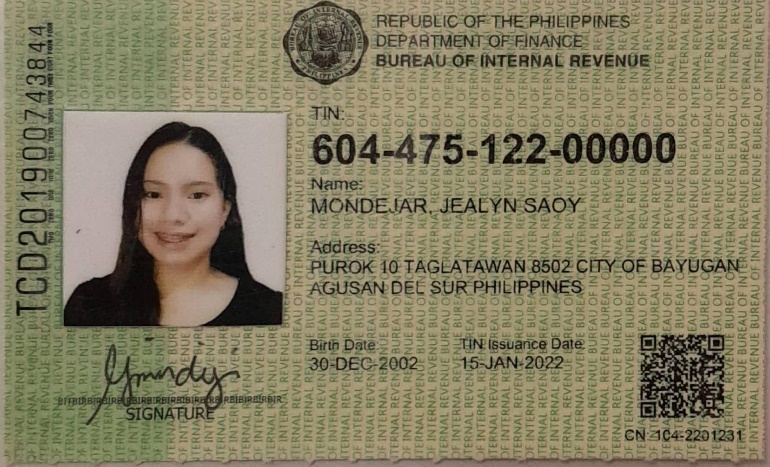 REPUBLIC OF THE PHILIPPINES
DEPARTMENT OF FINANCE
BUREAU OF INTERNAL REVENUE
TCD201900743844
TIN:
604-475-122-00000
Name:
MONDEJAR, JEALYN SAOY
Address:
PUROK 10 TAGLATAWAN 8502 CITY OF BAYUGAN
AGUSAN DEL SUR PHILIPPINES
Birth Date: TIN Issuance Date:
30-DEC-2002 15-JAN-2022
SIGNATURE
CN 104-2201231